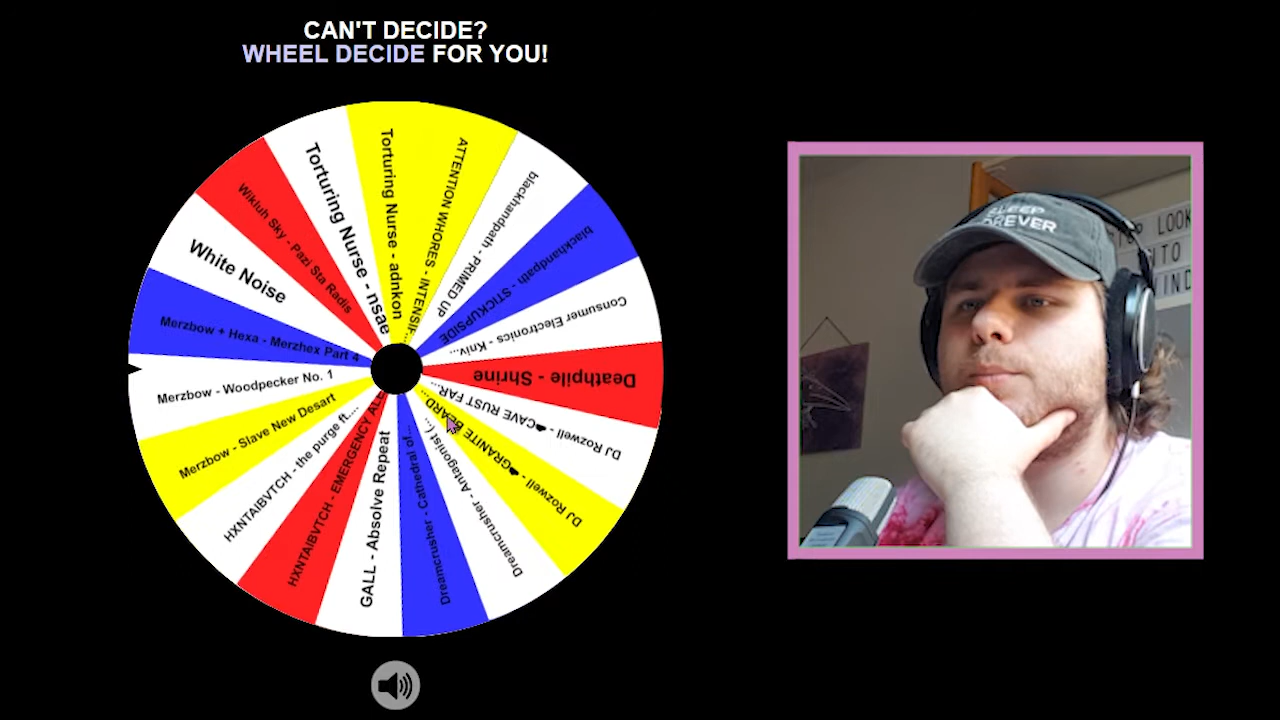 CAN'T DECIDE?
WHEEL DECIDE FOR YOU!
Torturing Nurse - adnkon
ATTENTION WHORES - INTENSIF...
blackhandpath - PRIMED UP
blackhandpath - STICKUPSIDE
Consumer Electronics - Kniv...
Deathpile - Shrine
DJ Rozwell - CAVE RUST FAR...
DJ Rozwell - GRANITE BEARD...
Dreamcrusher - Antagonist (...
Dreamcrusher - Cathedral of...
GALL - Absolve Repeat
HXNTAIBVTCH - EMERGENCY ALE
HXNTAIBVTCH - the purge ft....
Merzbow - Slave New Desart
Merzbow - Woodpecker No. 1
Merzbow + Hexa - Merzhex Part 4
White Noise
Wikluh Sky - Pazi Sta Radis
Torturing Nurse - nsae
SLEEP
FOREVER
LOOK